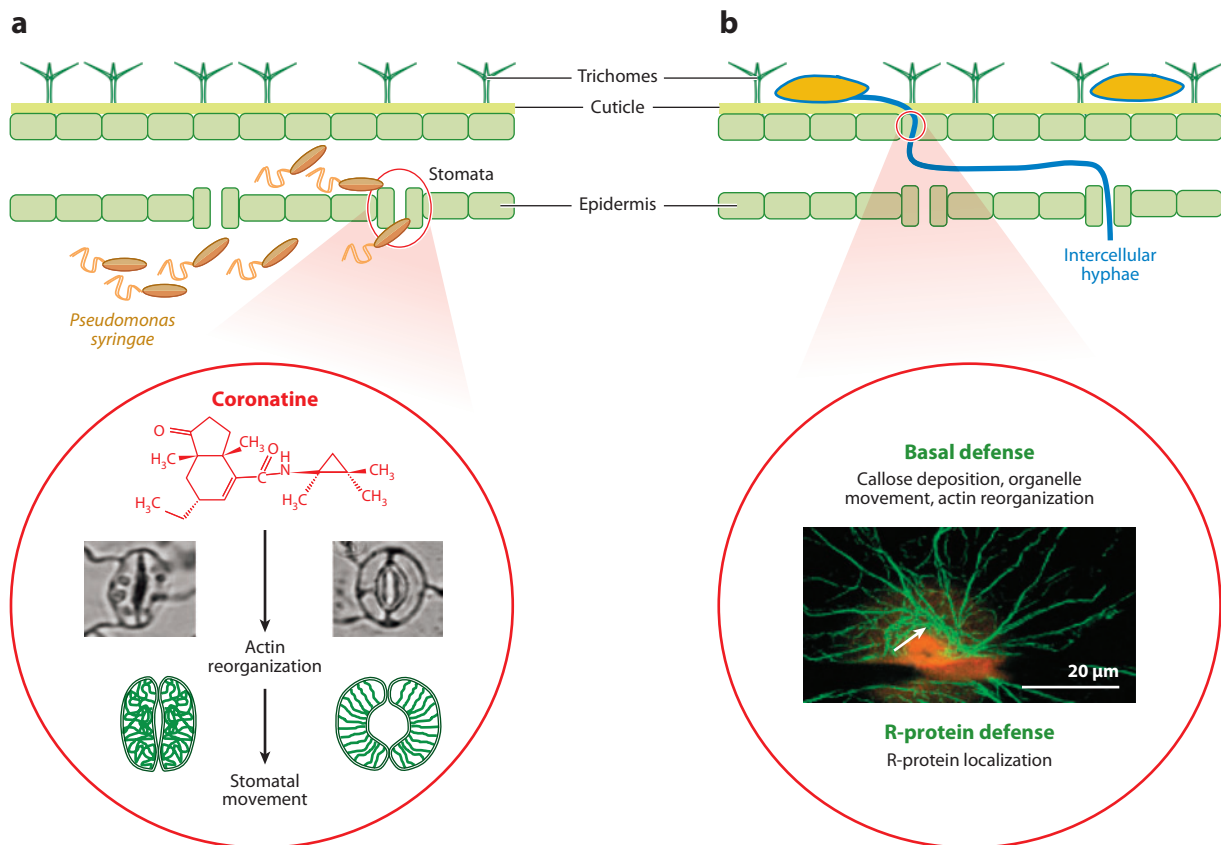 a
b
Trichomes
Cuticle
Stomata
Epidermis
Pseudomonas
syringae
Intercellular
hyphae
Coronatine
O
CH₃
H₃C
O
C
H
N
CH₃
H₃C
CH₃
H₃C
Actin
reorganization
Stomatal
movement
Basal defense
Callose deposition, organelle
movement, actin reorganization
20 μm
R-protein defense
R-protein localization